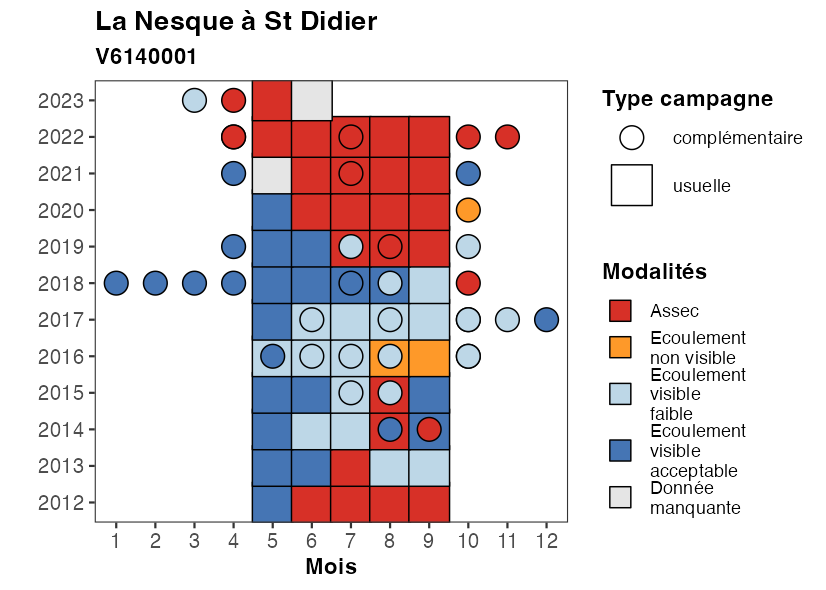 La Nesque à St Didier
V6140001
2023
2022
2021
2020
2019
2018
2017
2016
2015
2014
2013
2012
1 2 3 4 5 6 7 8 9 10 11 12
Mois
Type campagne
complémentaire
usuelle
Modalités
Assec
Ecoulement
non visible
Ecoulement
visible
faible
Ecoulement
visible
acceptable
Donnée
manquante